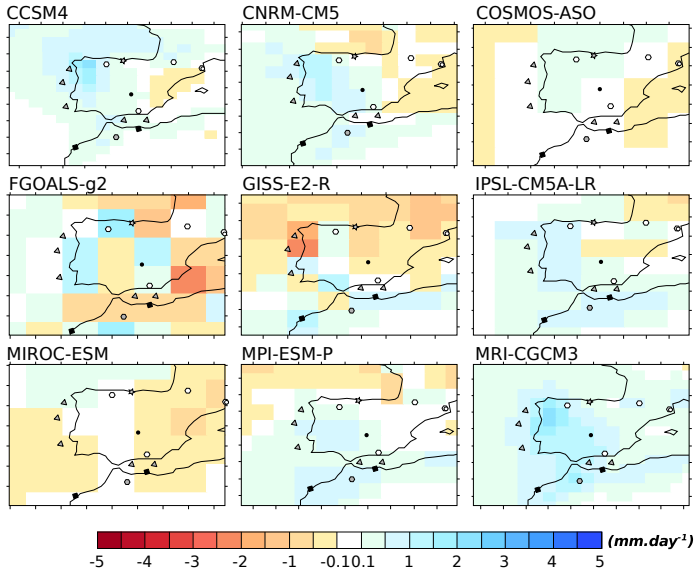 CCSM4 CNRM-CM5 COSMOS-ASO
FGOALS-g2 GISS-E2-R IPSL-CM5A-LR
MIROC-ESM MPI-ESM-P MRI-CGCM3
(mm.day⁻¹)
-5 -4 -3 -2 -1 -0.10 0.1 1 2 3 4 5